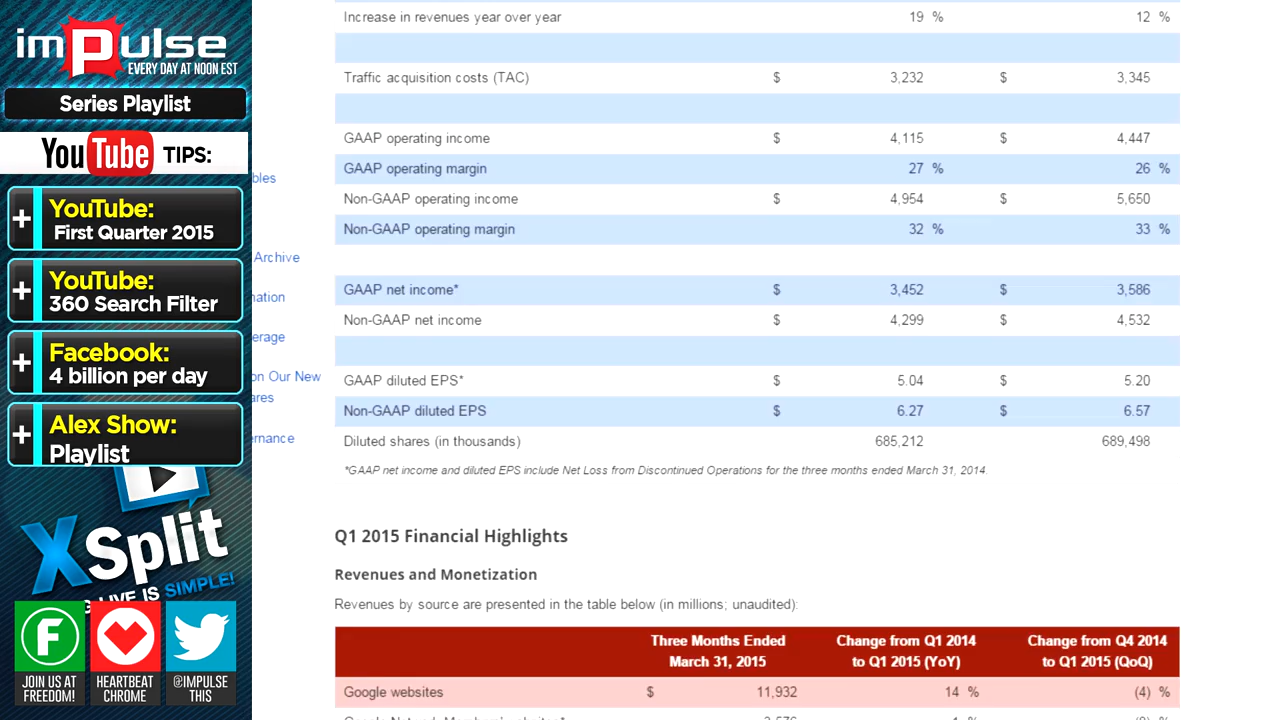 imPulse
EVERY DAY AT NOON EST
Series Playlist
YouTube TIPS:
+ YouTube:
First Quarter 2015
+ YouTube:
360 Search Filter
+ Facebook:
4 billion per day
+ Alex Show:
Playlist
XSplit
LIVE IS SIMPLE!
F
JOIN US AT
FREEDOM!
HEARTBEAT
CHROME
@IMPULSE
THIS
Archive
on Our New
Increase in revenues year over year 19 % 12 %
Traffic acquisition costs (TAC) $ 3,232 $ 3,345
GAAP operating income $ 4,115 $ 4,447
GAAP operating margin 27 % 26 %
Non-GAAP operating income $ 4,954 $ 5,650
Non-GAAP operating margin 32 % 33 %
GAAP net income* $ 3,452 $ 3,586
Non-GAAP net income $ 4,299 $ 4,532
GAAP diluted EPS* $ 5.04 $ 5.20
Non-GAAP diluted EPS $ 6.27 $ 6.57
Diluted shares (in thousands) 685,212 689,498
*GAAP net income and diluted EPS include Net Loss from Discontinued Operations for the three months ended March 31, 2014.
Q1 2015 Financial Highlights
Revenues and Monetization
Revenues by source are presented in the table below (in millions; unaudited):
Three Months Ended Change from Q1 2014 Change from Q4 2014
March 31, 2015 to Q1 2015 (YoY) to Q1 2015 (QoQ)
Google websites $ 11,932 14 % (4) %